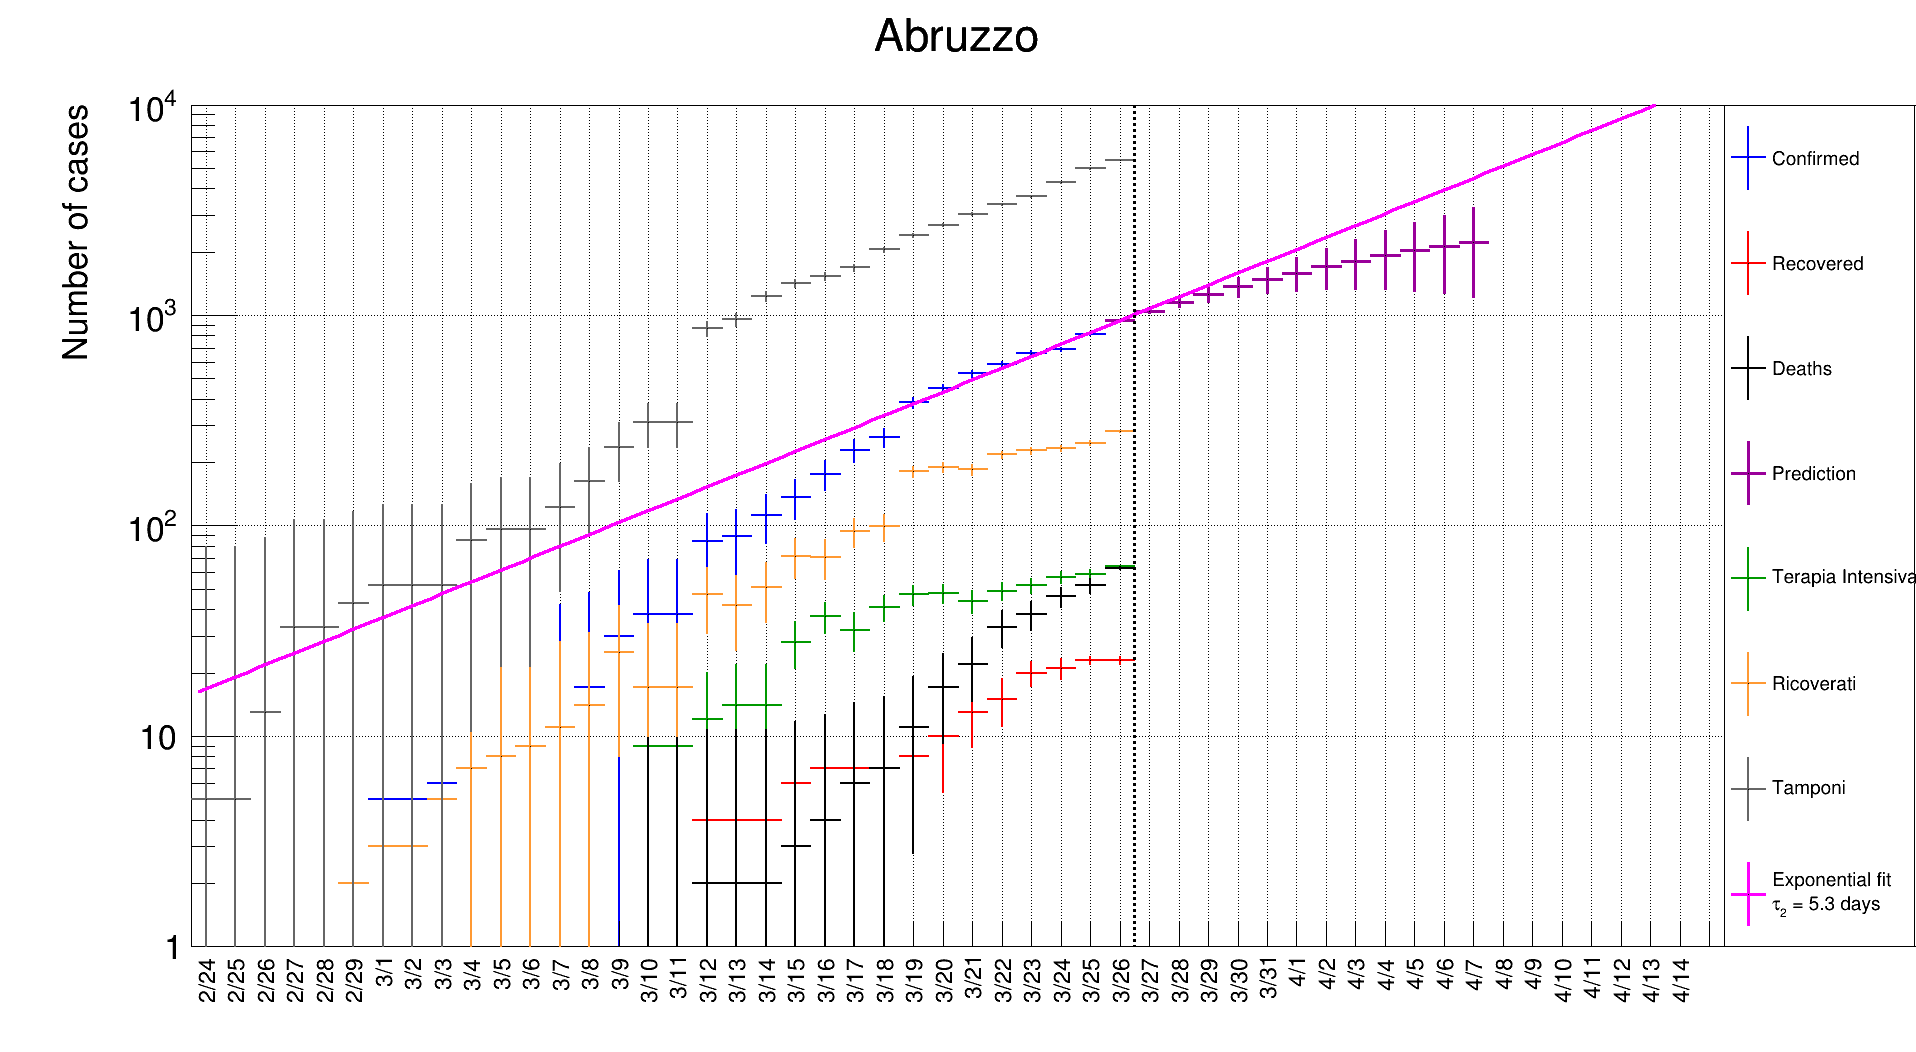 Abruzzo
Number of cases
10^4
10^3
10^2
10
1
2/24 2/25 2/26 2/27 2/28 2/29 3/1 3/2 3/3 3/4 3/5 3/6 3/7 3/8 3/9 3/10 3/11 3/12 3/13 3/14 3/15 3/16 3/17 3/18 3/19 3/20 3/21 3/22 3/23 3/24 3/25 3/26 3/27 3/28 3/29 3/30 3/31 4/1 4/2 4/3 4/4 4/5 4/6 4/7 4/8 4/9 4/10 4/11 4/12 4/13 4/14
Confirmed
Recovered
Deaths
Prediction
Terapia Intensiva
Ricoverati
Tamponi
Exponential fit
τ_2 = 5.3 days